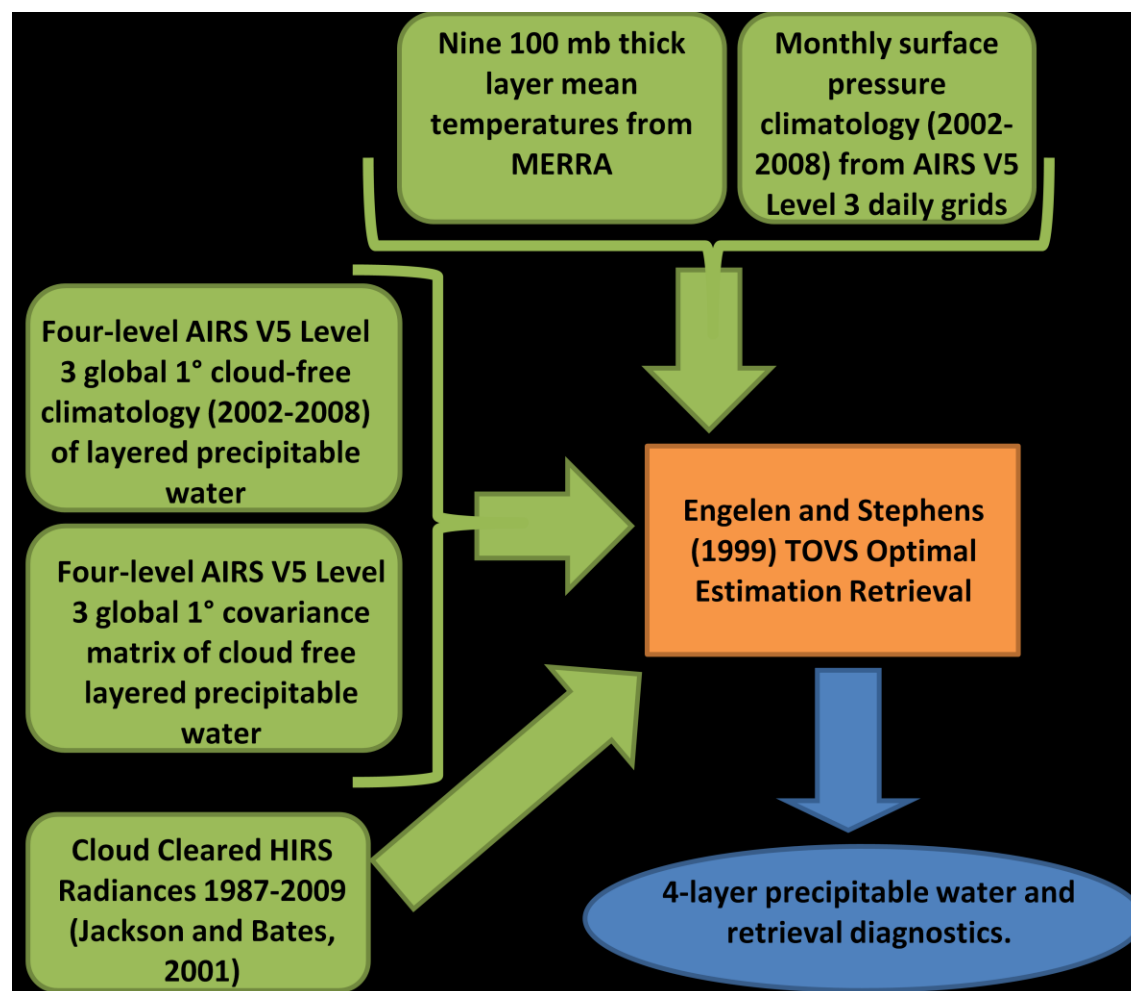 Nine 100 mb thick
layer mean
temperatures from
MERRA
Monthly surface
pressure
climatology (2002-
2008) from AIRS V5
Level 3 daily grids
Four-level AIRS V5 Level
3 global 1° cloud-free
climatology (2002-2008)
of layered precipitable
water
Four-level AIRS V5 Level
3 global 1° covariance
matrix of cloud free
layered precipitable
water
Engelen and Stephens
(1999) TOVS Optimal
Estimation Retrieval
Cloud Cleared HIRS
Radiances 1987-2009
(Jackson and Bates,
2001)
4-layer precipitable water and
retrieval diagnostics.